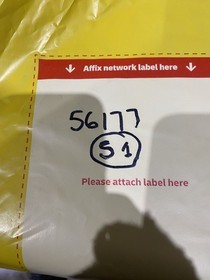 Affix network label here
56177
S1
Please attach label here